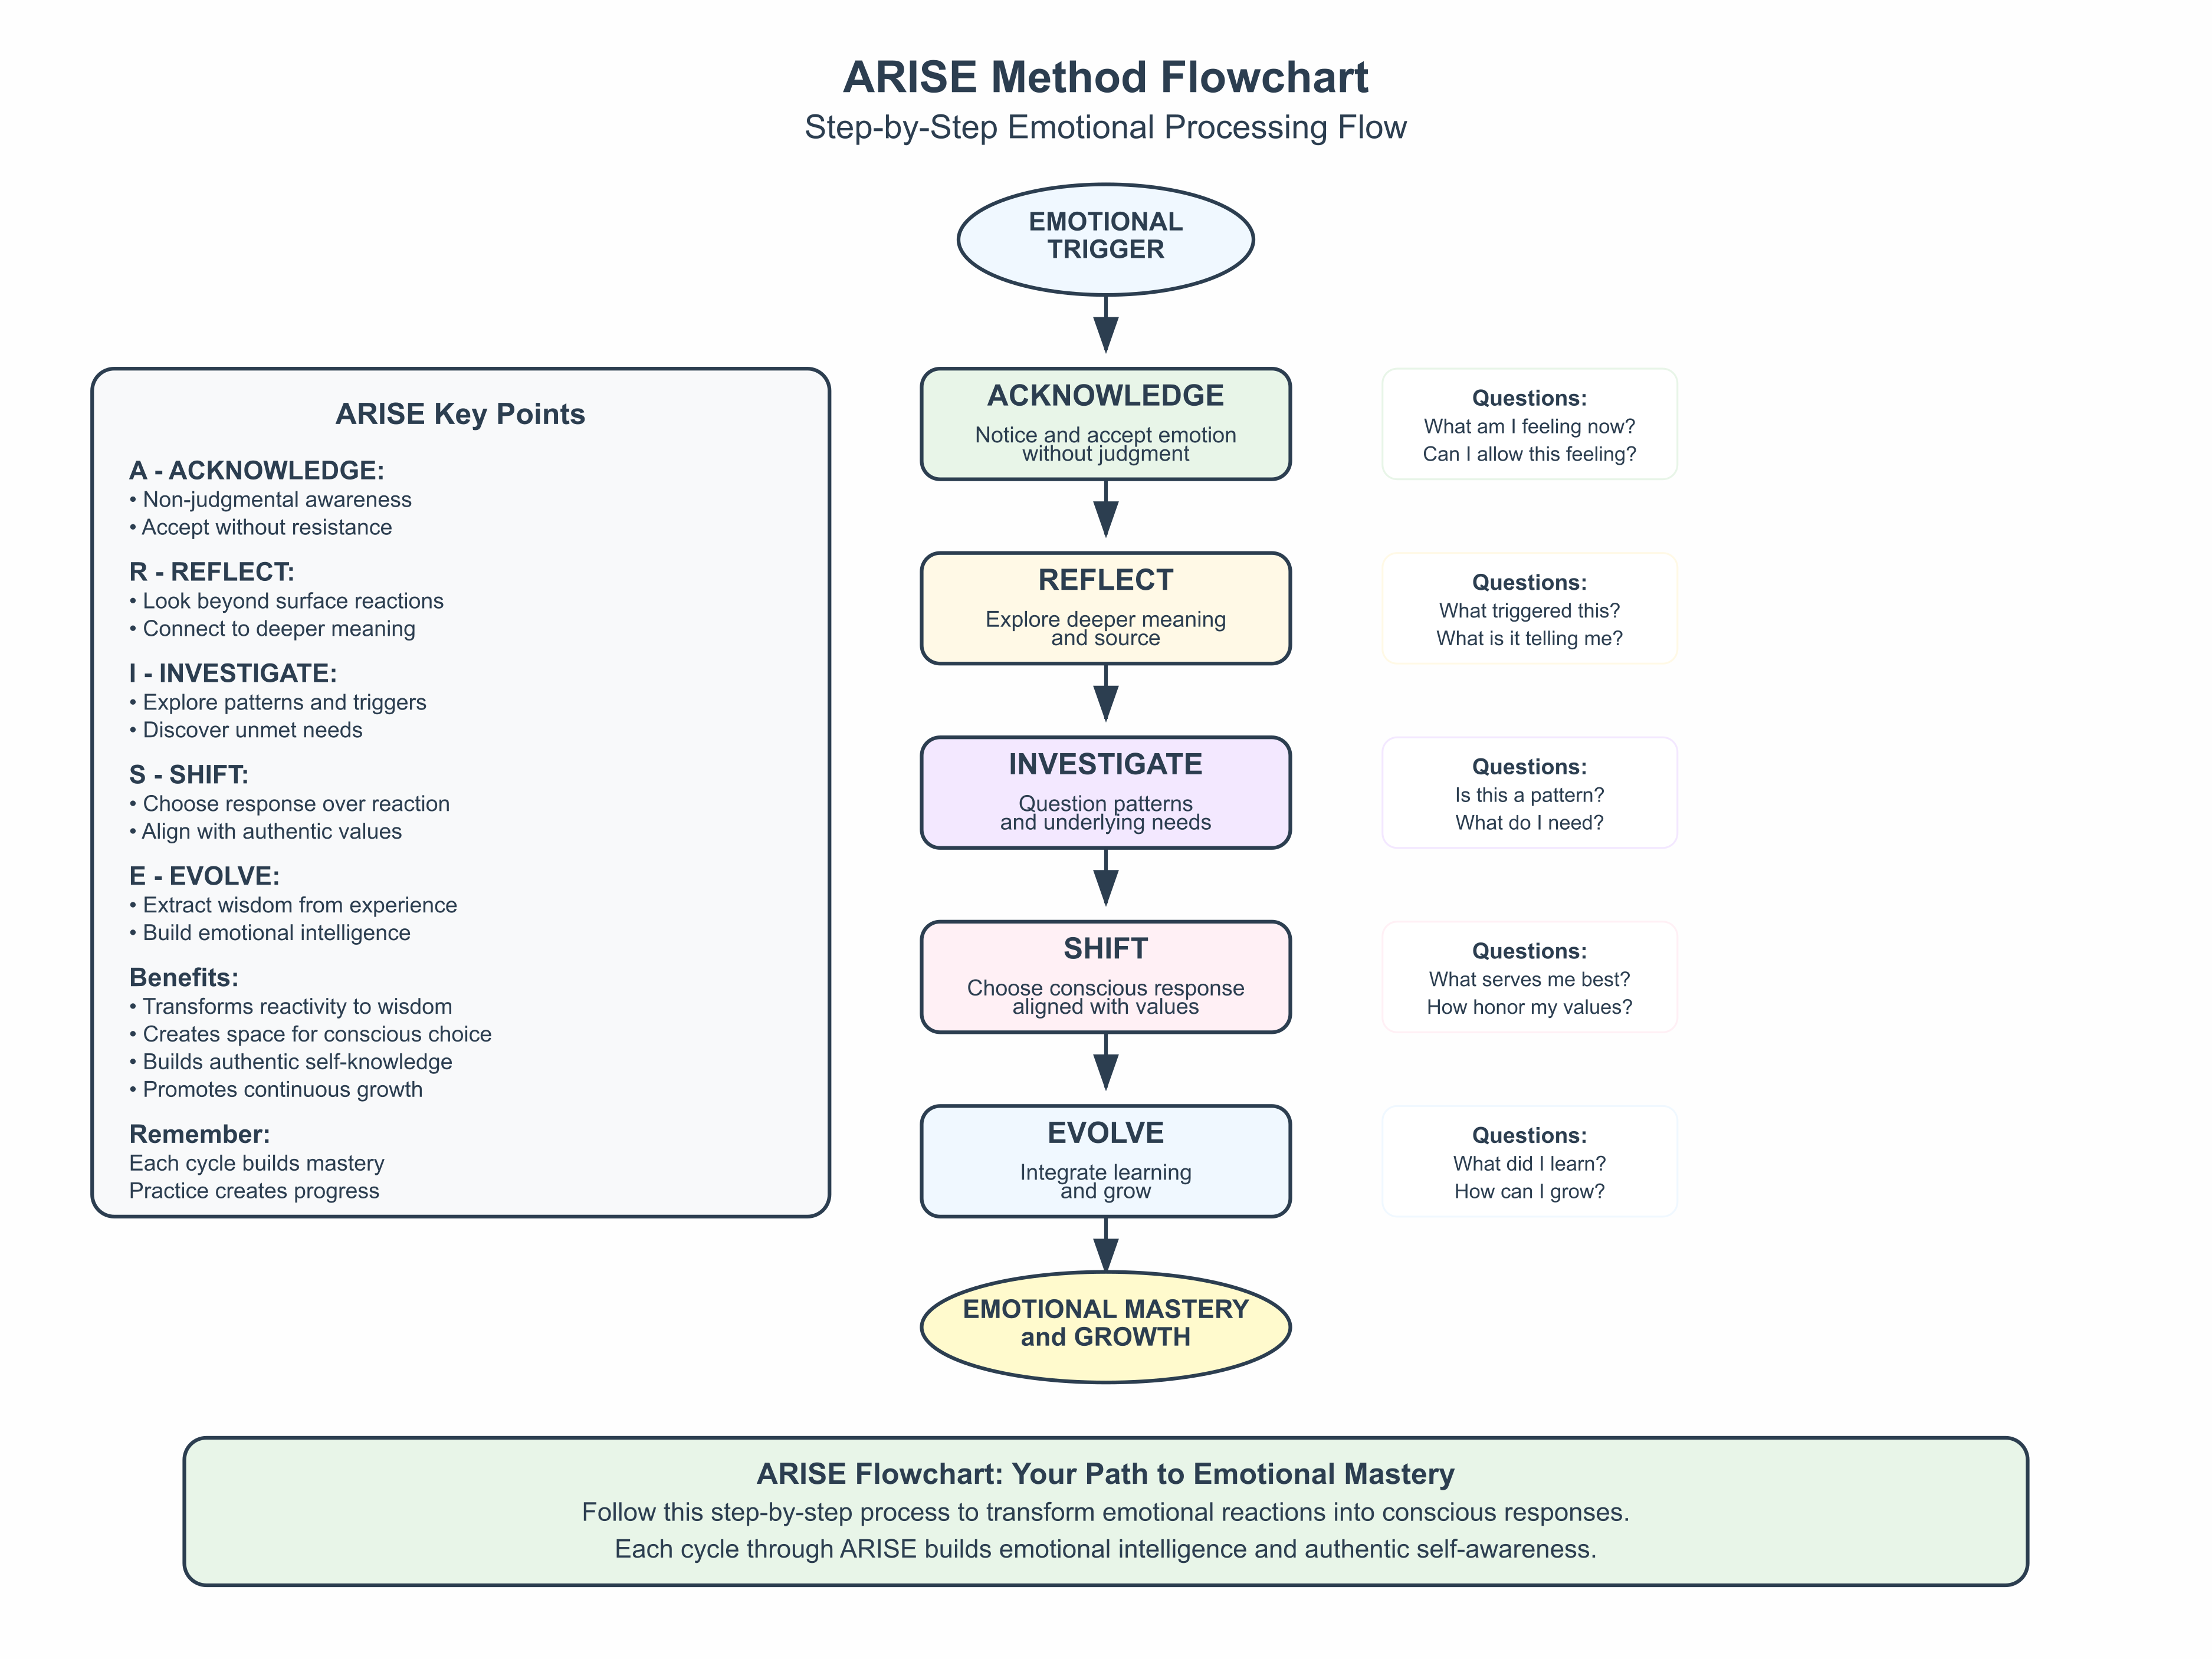 ARISE Method Flowchart
Step-by-Step Emotional Processing Flow
EMOTIONAL
TRIGGER
ARISE Key Points
A - ACKNOWLEDGE:
• Non-judgmental awareness
• Accept without resistance
R - REFLECT:
• Look beyond surface reactions
• Connect to deeper meaning
I - INVESTIGATE:
• Explore patterns and triggers
• Discover unmet needs
S - SHIFT:
• Choose response over reaction
• Align with authentic values
E - EVOLVE:
• Extract wisdom from experience
• Build emotional intelligence
Benefits:
• Transforms reactivity to wisdom
• Creates space for conscious choice
• Builds authentic self-knowledge
• Promotes continuous growth
Remember:
Each cycle builds mastery
Practice creates progress
ACKNOWLEDGE
Notice and accept emotion
without judgment
Questions:
What am I feeling now?
Can I allow this feeling?
REFLECT
Explore deeper meaning
and source
Questions:
What triggered this?
What is it telling me?
INVESTIGATE
Question patterns
and underlying needs
Questions:
Is this a pattern?
What do I need?
SHIFT
Choose conscious response
aligned with values
Questions:
What serves me best?
How honor my values?
EVOLVE
Integrate learning
and grow
Questions:
What did I learn?
How can I grow?
EMOTIONAL MASTERY
and GROWTH
ARISE Flowchart: Your Path to Emotional Mastery
Follow this step-by-step process to transform emotional reactions into conscious responses.
Each cycle through ARISE builds emotional intelligence and authentic self-awareness.